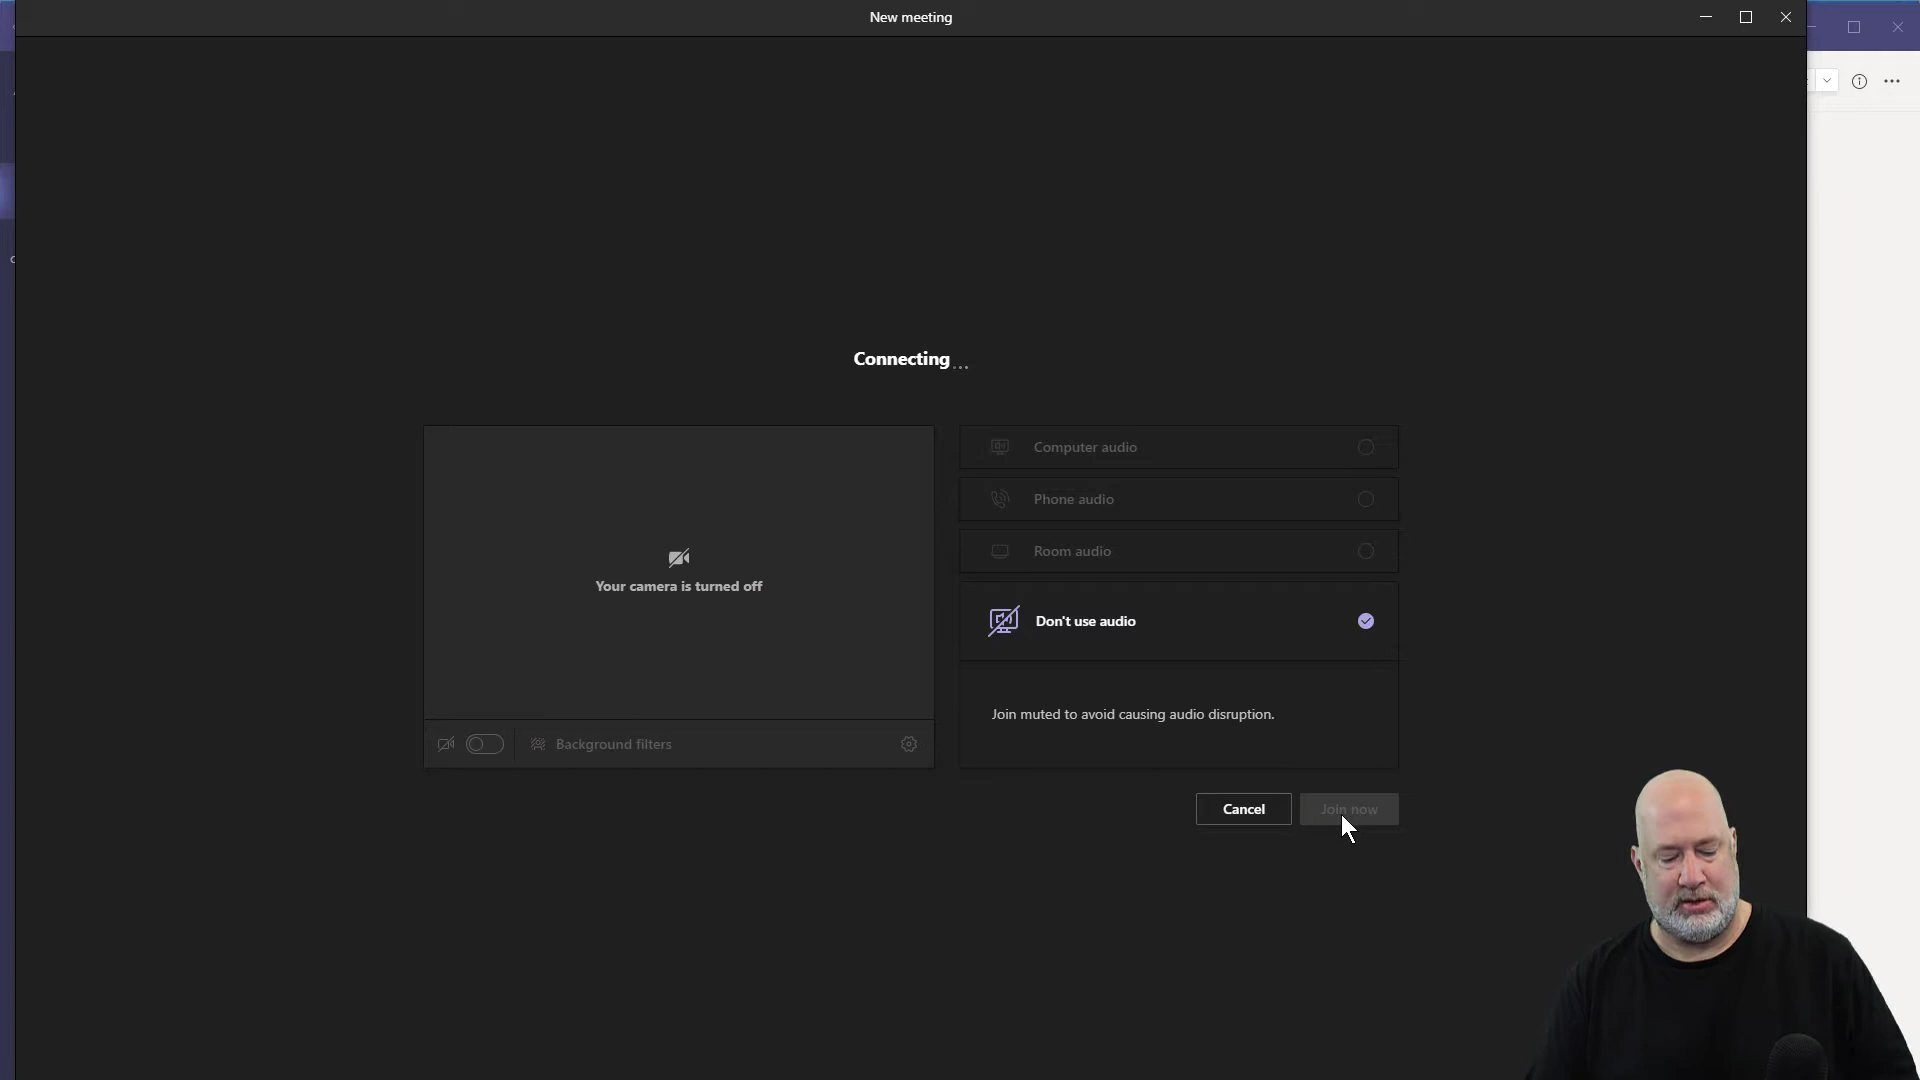 New meeting
Connecting...
Computer audio
Phone audio
Room audio
Your camera is turned off
Don't use audio
Join muted to avoid causing audio disruption.
Background filters
Cancel
Join now